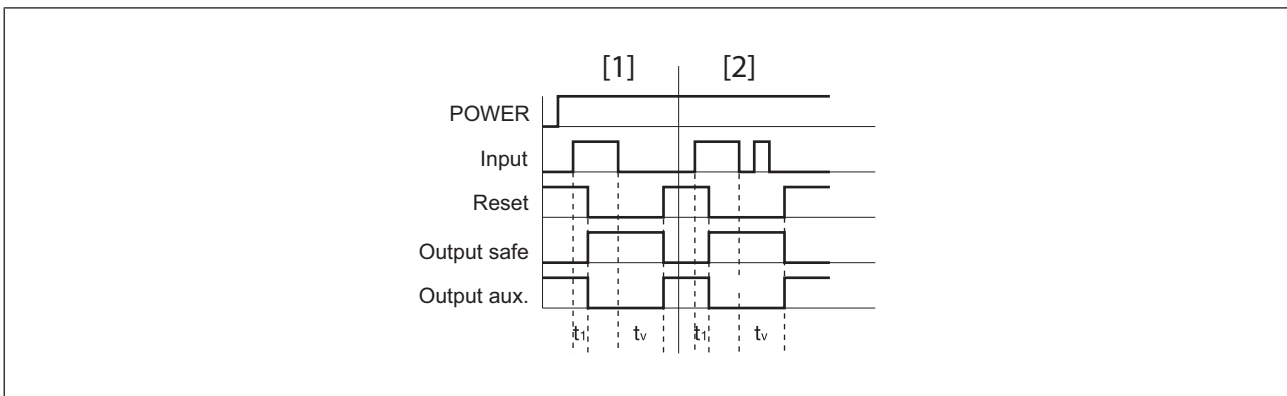 [1] [2]
POWER
Input
Reset
Output safe
Output aux.
t1 tv t1 tv